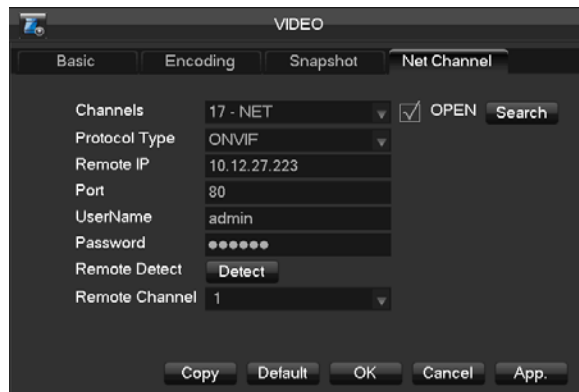 VIDEO
Basic Encoding Snapshot Net Channel
Channels 17 - NET OPEN Search
Protocol Type ONVIF
Remote IP 10.12.27.223
Port 80
UserName admin
Password ●●●●●●
Remote Detect Detect
Remote Channel 1
Copy Default OK Cancel App.